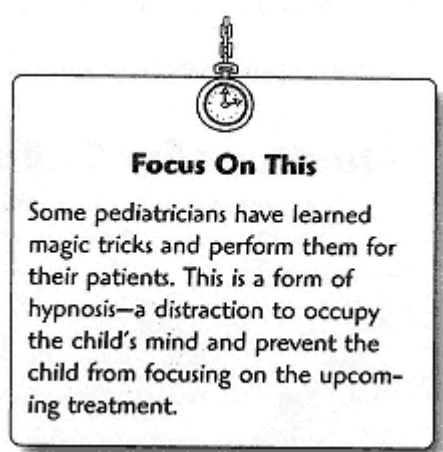 Focus On This
Some pediatricians have learned
magic tricks and perform them for
their patients. This is a form of
hypnosis—a distraction to occupy
the child's mind and prevent the
child from focusing on the upcom-
ing treatment.